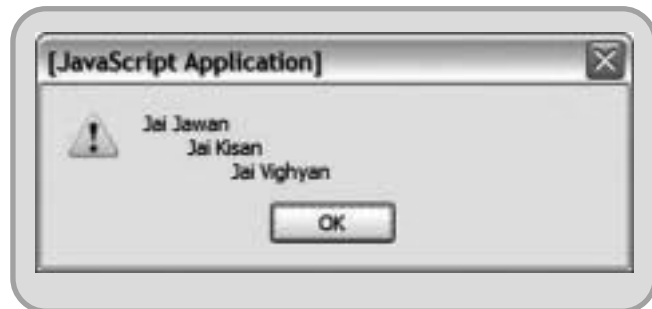 [JavaScript Application]
Jai Jawan
Jai Kisan
Jai Vighyan
OK